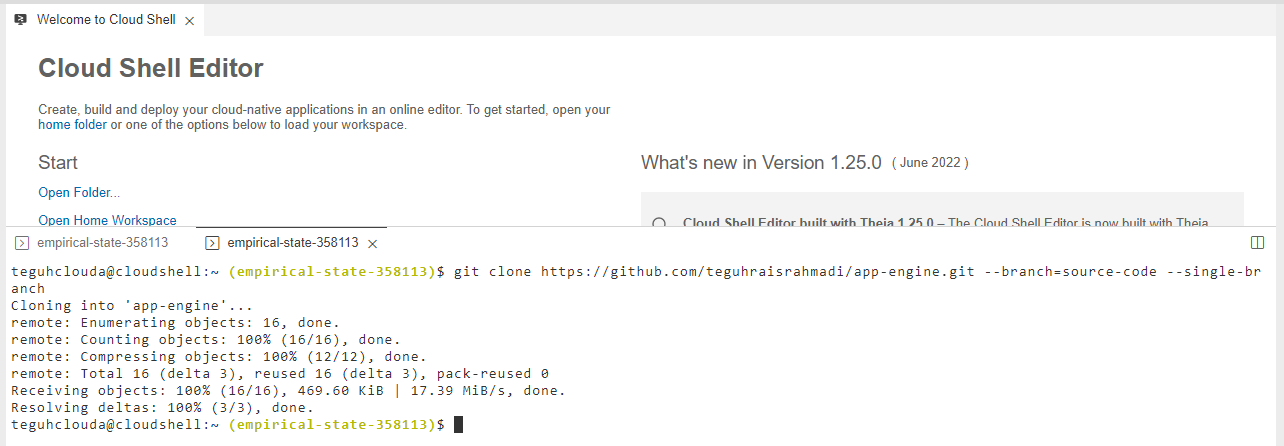 Welcome to Cloud Shell
Cloud Shell Editor
Create, build and deploy your cloud-native applications in an online editor. To get started, open your
home folder or one of the options below to load your workspace.
Start
Open Folder...
Open Home Workspace
What's new in Version 1.25.0 ( June 2022 )
Cloud Shell Editor built with Theia 1.25.0 – The Cloud Shell Editor is now built with Theia
empirical-state-358113
empirical-state-358113
teguhclouda@cloudshell:~ (empirical-state-358113)$ git clone https://github.com/teguhraisrahmadi/app-engine.git --branch=source-code --single-br
anch
Cloning into 'app-engine'...
remote: Enumerating objects: 16, done.
remote: Counting objects: 100% (16/16), done.
remote: Compressing objects: 100% (12/12), done.
remote: Total 16 (delta 3), reused 16 (delta 3), pack-reused 0
Receiving objects: 100% (16/16), 469.60 KiB | 17.39 MiB/s, done.
Resolving deltas: 100% (3/3), done.
teguhclouda@cloudshell:~ (empirical-state-358113)$